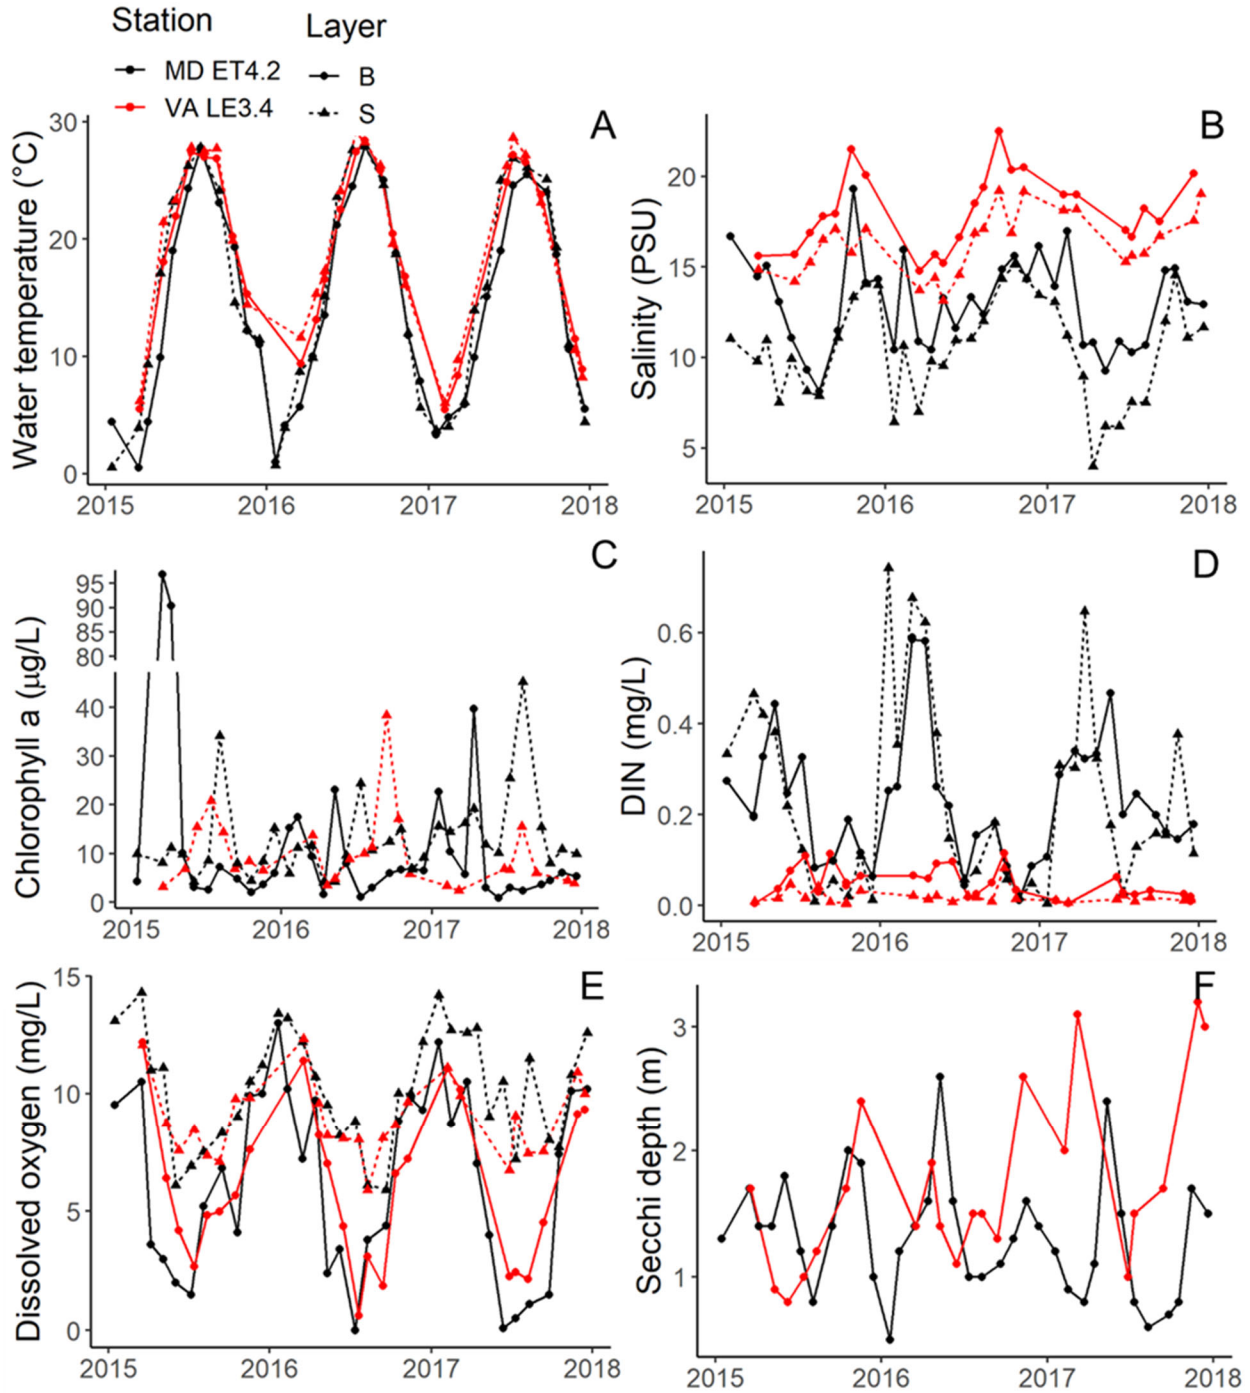 Station Layer
MD ET4.2 B
VA LE3.4 S
A
Water temperature (°C)
30
20
10
0
2015 2016 2017 2018
B
Salinity (PSU)
20
15
10
5
2015 2016 2017 2018
C
Chlorophyll a (μg/L)
95
90
85
80
40
30
20
10
0
2015 2016 2017 2018
D
DIN (mg/L)
0.6
0.4
0.2
0.0
2015 2016 2017 2018
E
Dissolved oxygen (mg/L)
15
10
5
0
2015 2016 2017 2018
F
Secchi depth (m)
3
2
1
2015 2016 2017 2018